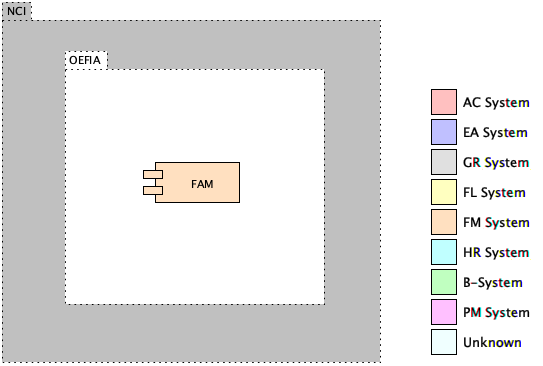 NCI
OEFIA
FAM
AC System
EA System
GR System
FL System
FM System
HR System
B-System
PM System
Unknown